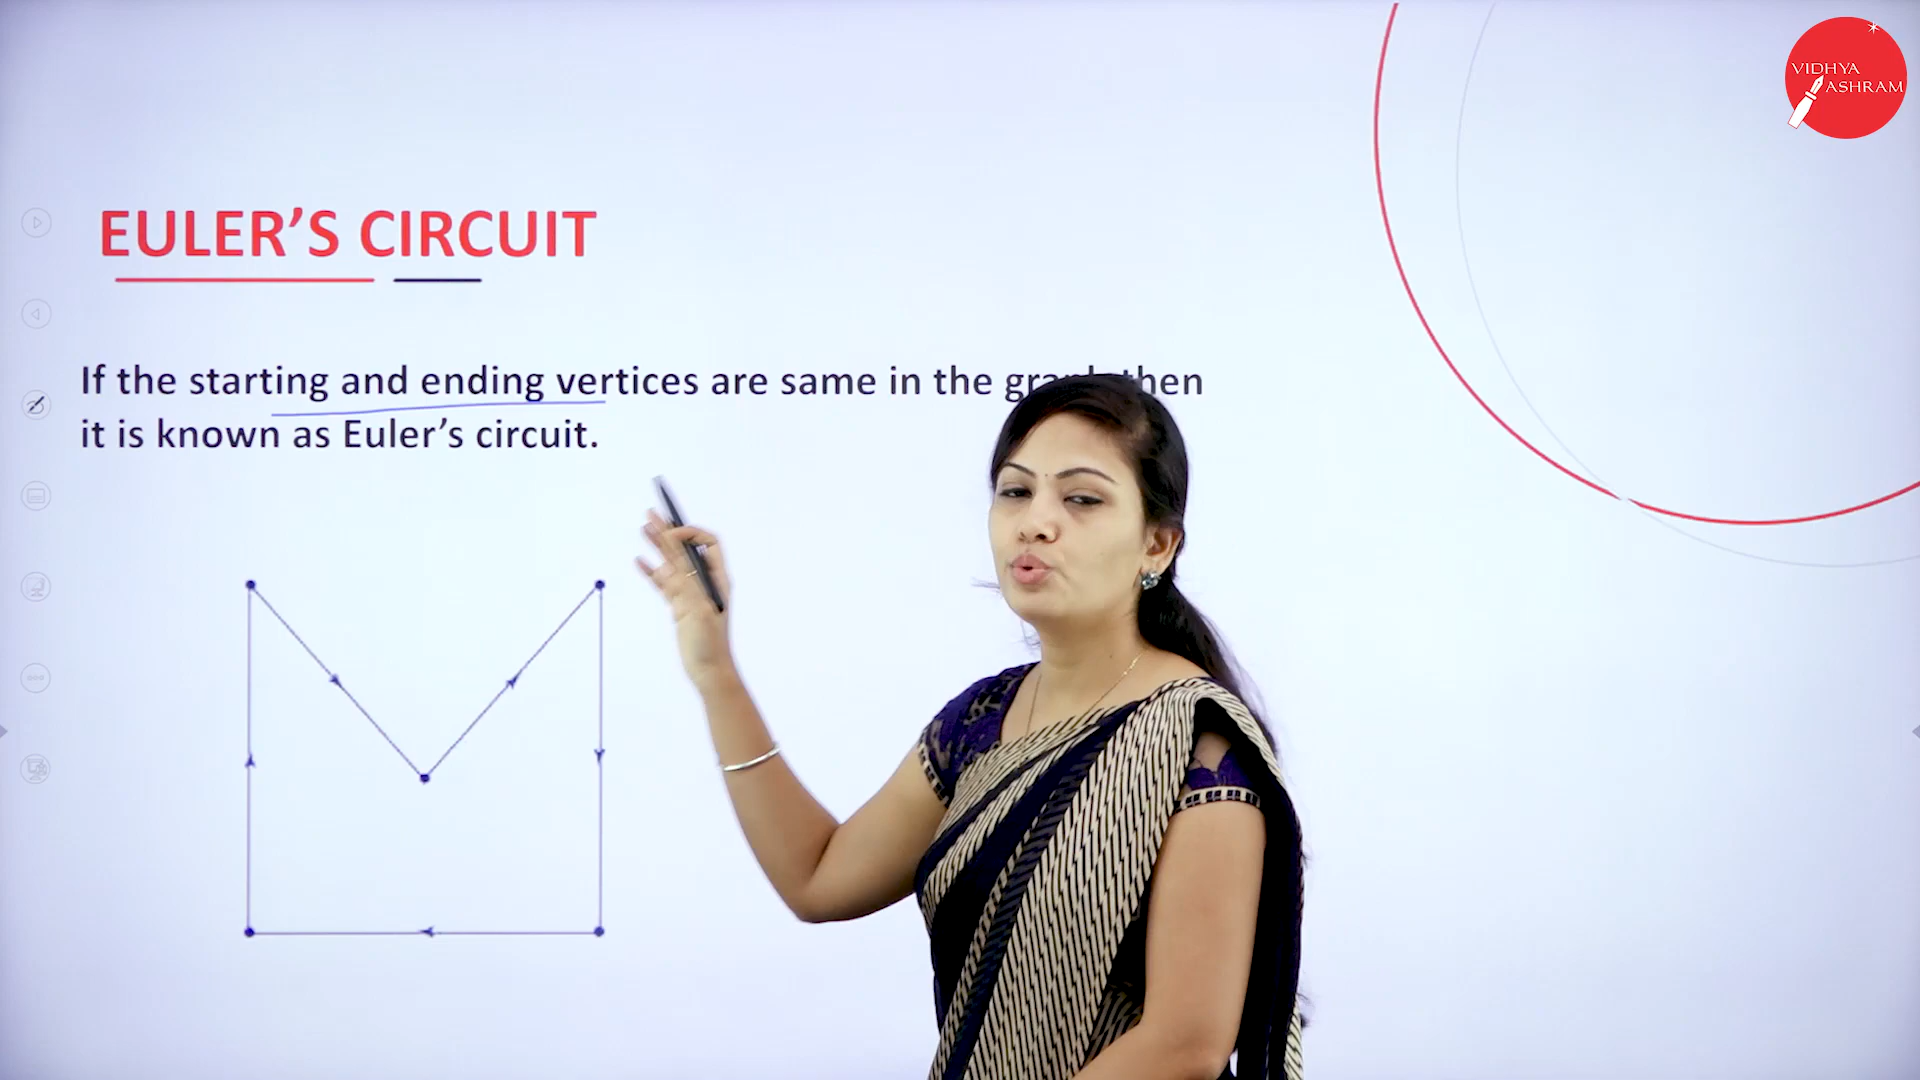 VIDHYA
ASHRAM
EULER'S CIRCUIT
If the starting and ending vertices are same in the then
it is known as Euler's circuit.